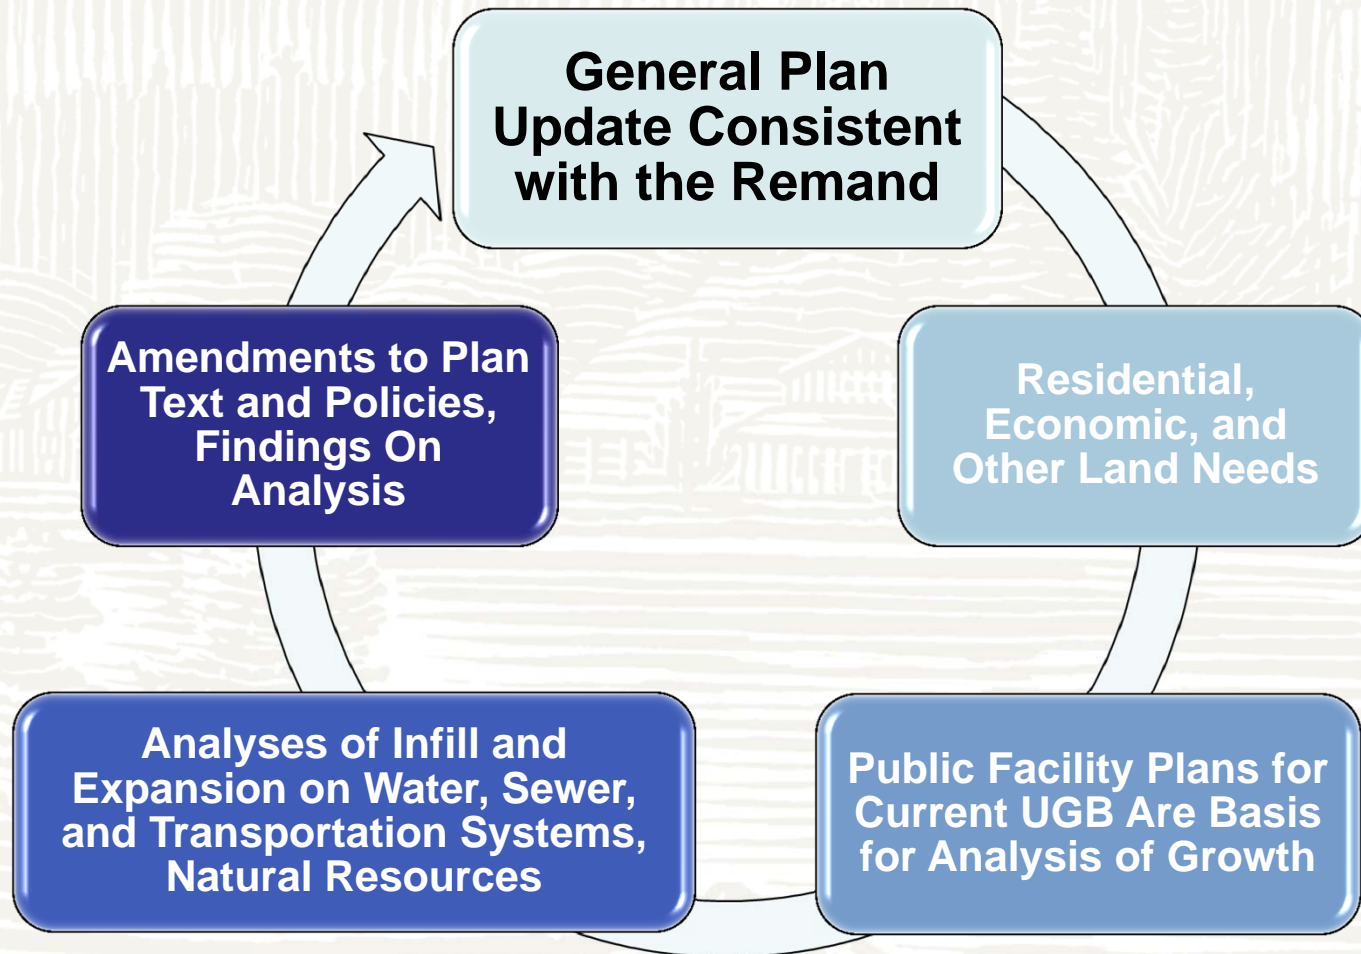 General Plan
Update Consistent
with the Remand
Residential,
Economic, and
Other Land Needs
Public Facility Plans for
Current UGB Are Basis
for Analysis of Growth
Analyses of Infill and
Expansion on Water, Sewer,
and Transportation Systems,
Natural Resources
Amendments to Plan
Text and Policies,
Findings On
Analysis